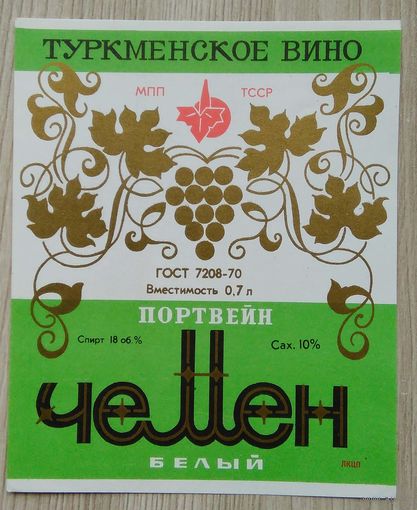 ТУРКМЕНСКОЕ ВИНО
МПП ТССР
ГОСТ 7208-70
Вместимость 0,7 л
ПОРТВЕЙН
Спирт 18 об.% Сах. 10%
чемен
БЕЛЫЙ
ЛКЦП